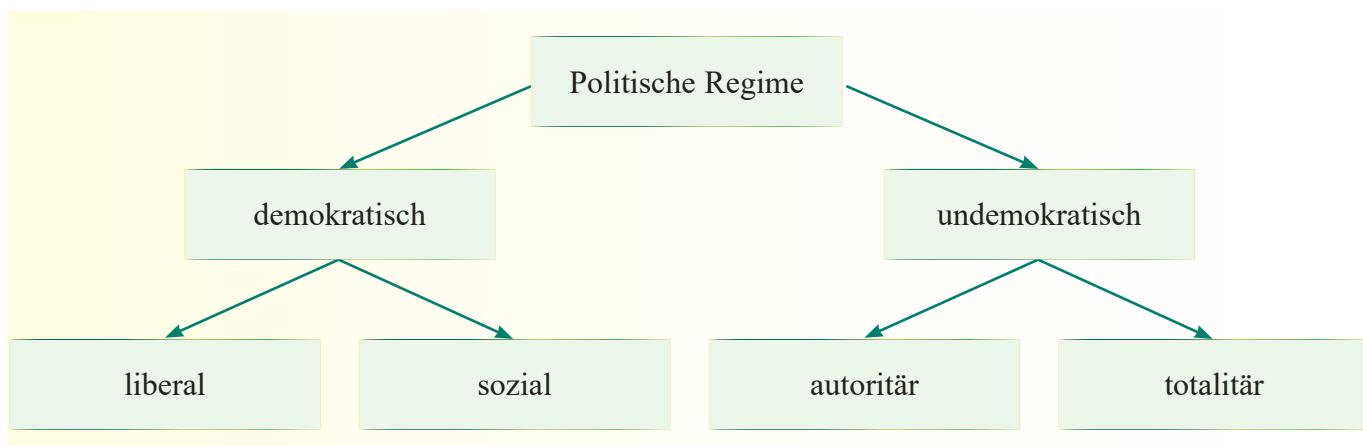 Politische Regime
demokratisch
undemokratisch
liberal
sozial
autoritär
totalitär